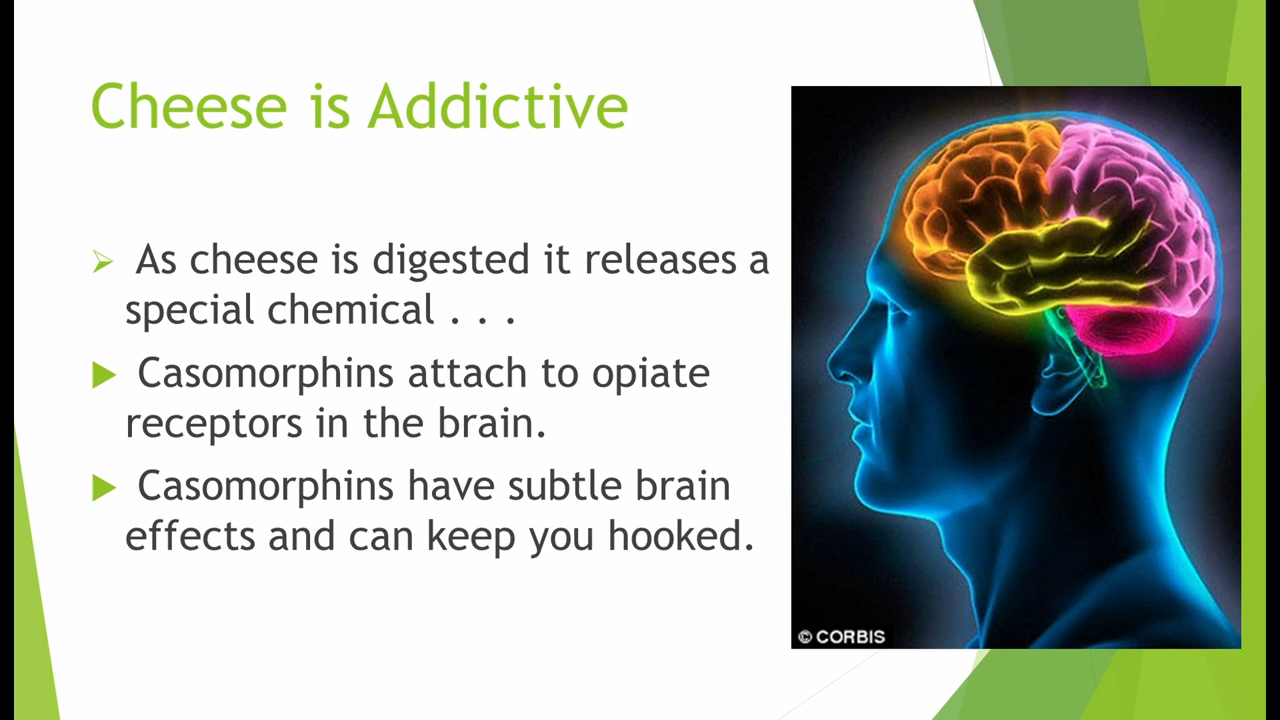 Cheese is Addictive
As cheese is digested it releases a
special chemical . . .
Casomorphins attach to opiate
receptors in the brain.
Casomorphins have subtle brain
effects and can keep you hooked.
© CORBIS